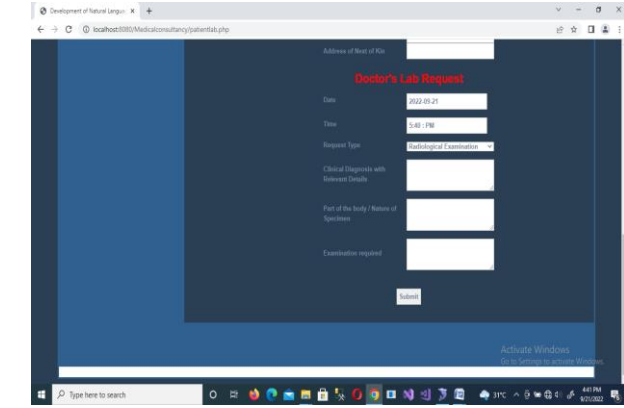 Development of Natural Langua
localhost:8080/Medicalconsultancy/patientlab.php
Address of Next of Kin
Doctor's Lab Request
Date
2022-09-21
Time
5:40 : PM
Request Type
Radiological Examination
Clinical Diagnosis with
Relevant Details
Part of the body / Nature of
Specimen
Examination required
Submit
Activate Windows
Go to Settings to activate Windows.
Type here to search
31°C
4:41 PM
9/21/2022